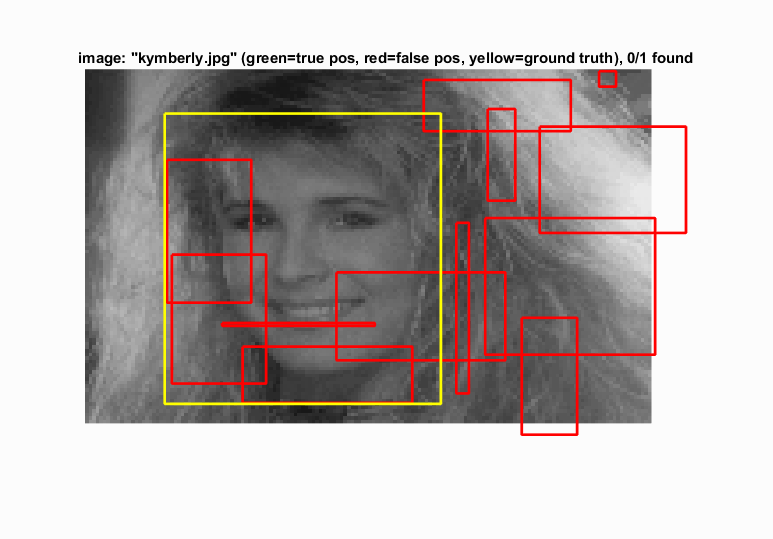 image: "kymberly.jpg" (green=true pos, red=false pos, yellow=ground truth), 0/1 found